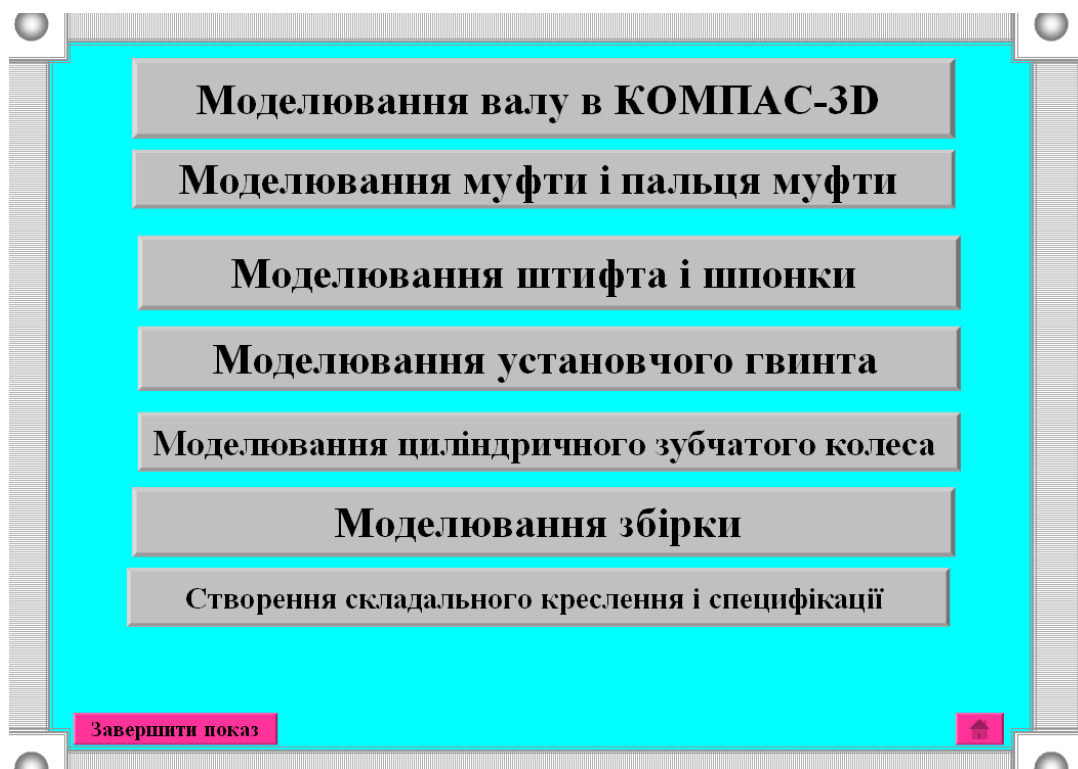 Моделювання валу в КОМПАС-3D
Моделювання муфти і пальця муфти
Моделювання штифта і шпонки
Моделювання установчого гвинта
Моделювання циліндричного зубчатого колеса
Моделювання збірки
Створення складального креслення і специфікації
Завершити показ